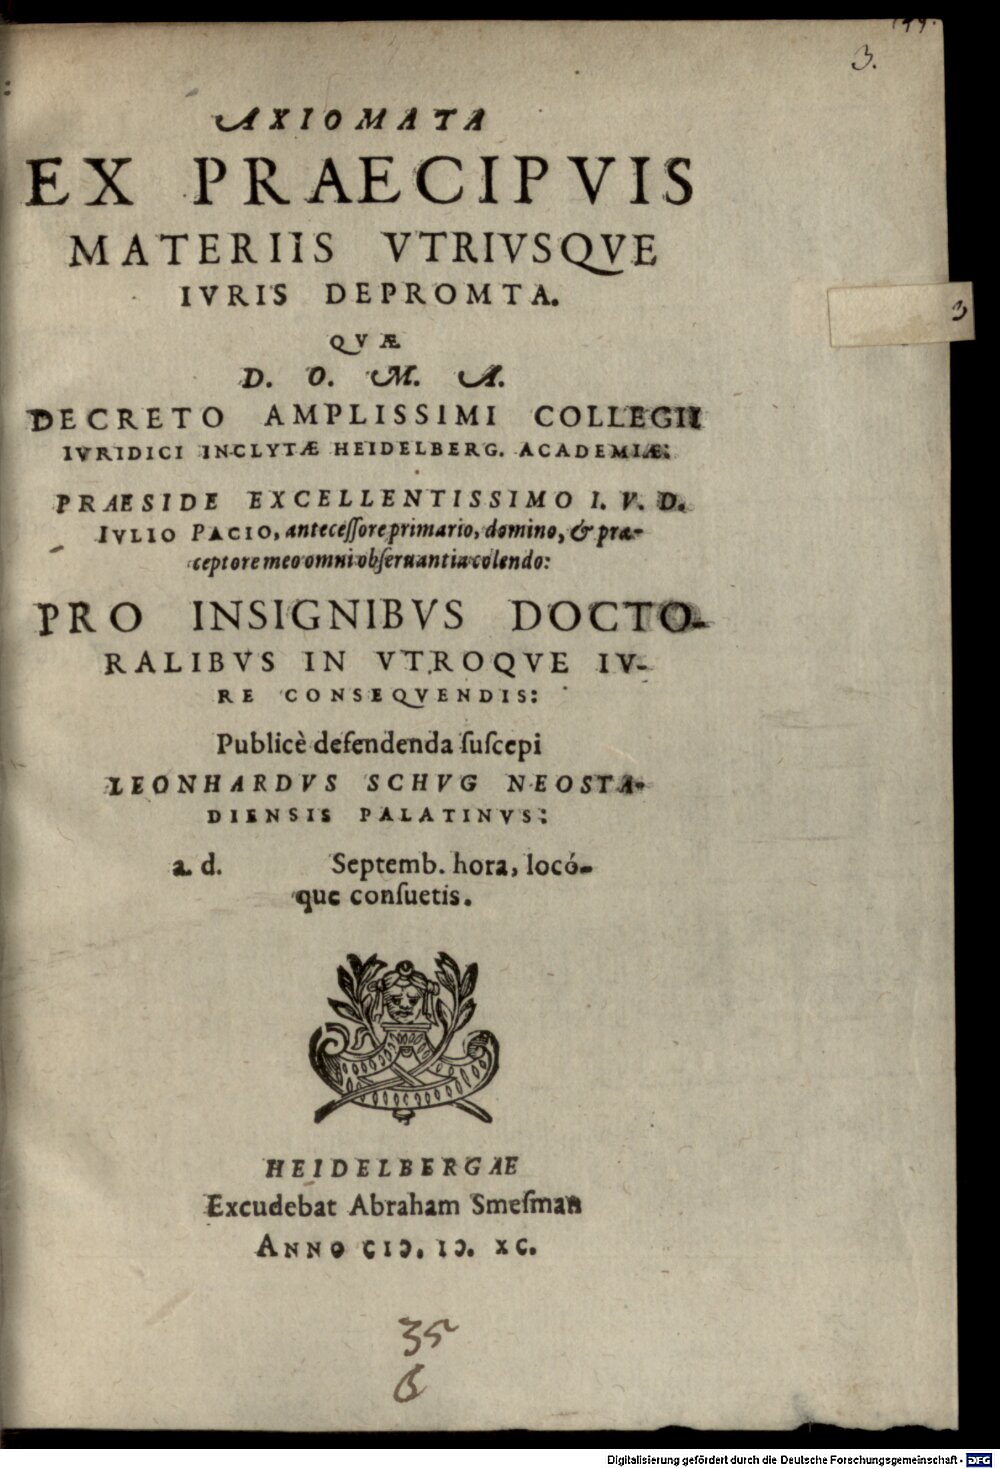 3.
AXIOMATA
EX PRAECIPVIS
MATERIIS VTRIVSQVE
IVRIS DEPROMTA.
3
QVÆ
D. O. M. A.
DECRETO AMPLISSIMI COLLEGII
IVRIDICI INCLYTÆ HEIDELBERG. ACADEMIÆ:
PRAESIDE EXCELLENTISSIMO I. V. D.
IVLIO PACIO, antecessore primario, domino, & præ-
ceptore meo omni obseruantia colendo:
PRO INSIGNIBVS DOCTO-
RALIBVS IN VTROQVE IV-
RE CONSEQVENDIS:
Publicè defendenda ſuſcepi
LEONHARDVS SCHVG NEOSTA-
DIENSIS PALATINVS:
a. d. Septemb. hora, locó-
que conſuetis.
HEIDELBERGAE
Excudebat Abraham Smeſman
ANNO CIↃ. IↃ. XC.
35
6
Digitalisierung gefördert durch die Deutsche Forschungsgemeinschaft - DFG